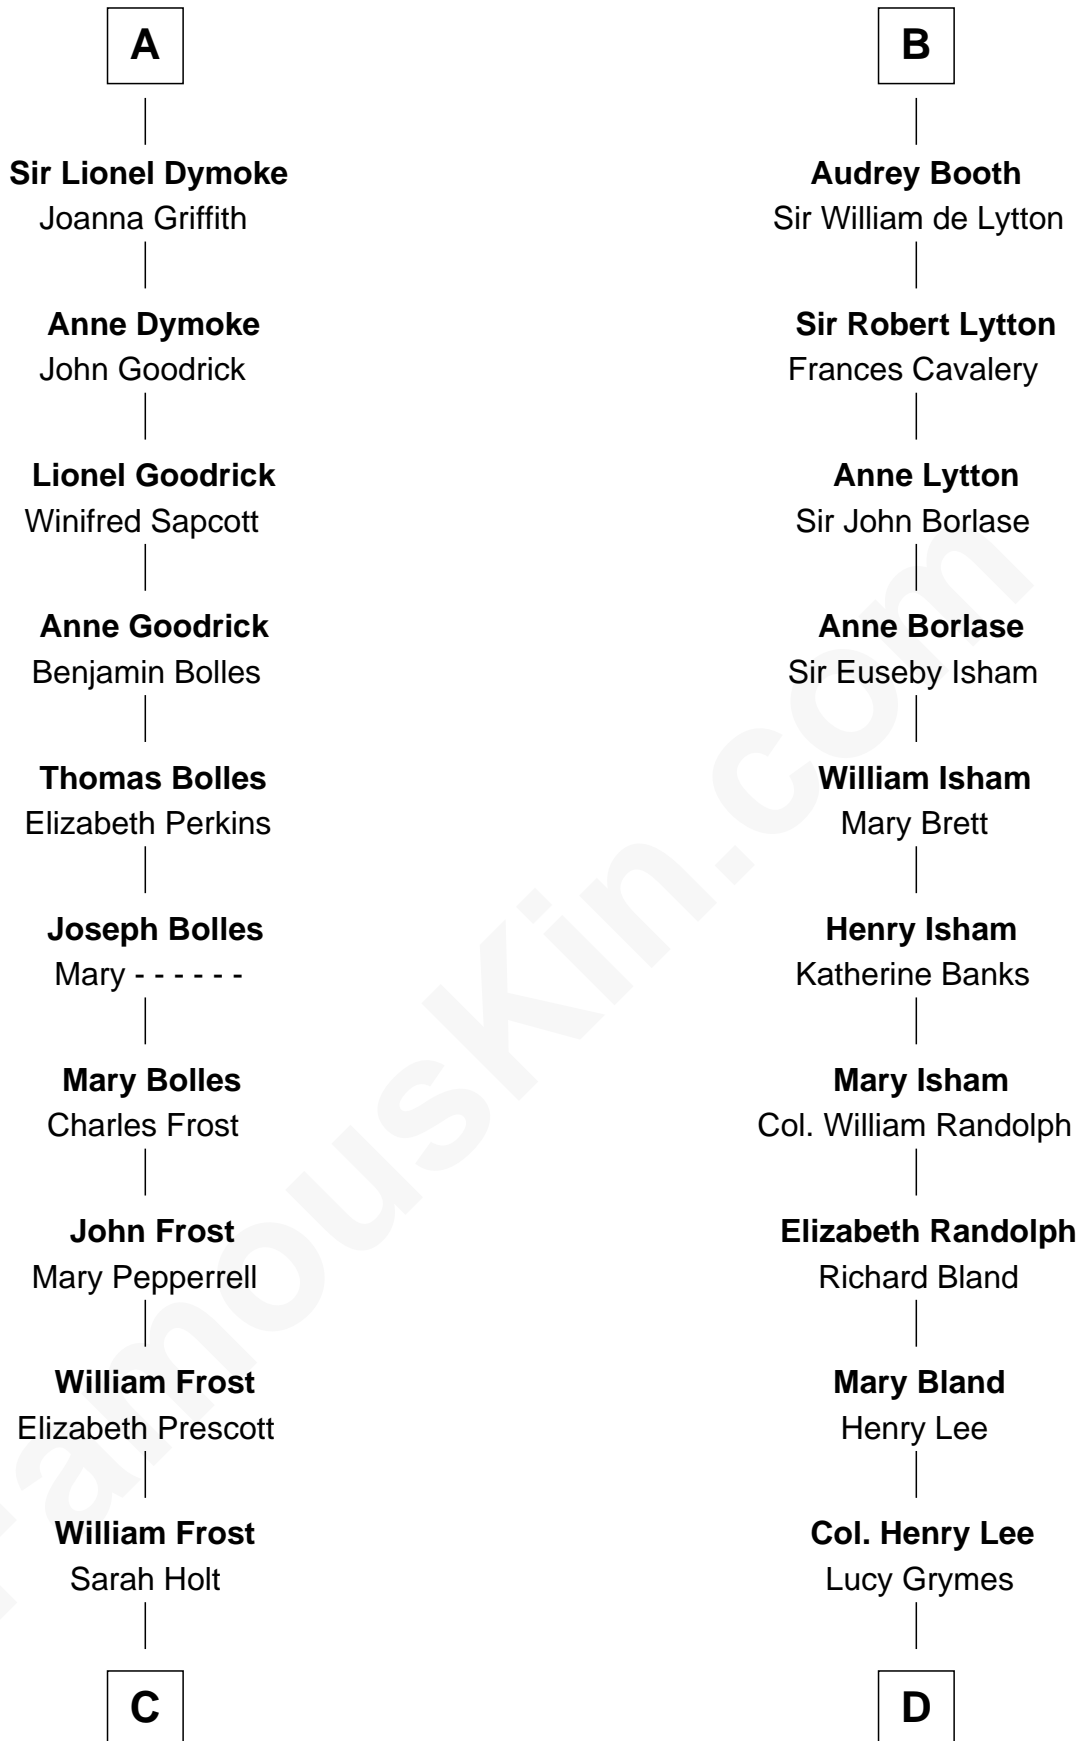 A
Sir Lionel Dymoke
Joanna Griffith
Anne Dymoke
John Goodrick
Lionel Goodrick
Winifred Sapcott
Anne Goodrick
Benjamin Bolles
Thomas Bolles
Elizabeth Perkins
Joseph Bolles
Mary - - - - - -
Mary Bolles
Charles Frost
John Frost
Mary Pepperrell
William Frost
Elizabeth Prescott
William Frost
Sarah Holt
C
B
Audrey Booth
Sir William de Lytton
Sir Robert Lytton
Frances Cavalery
Anne Lytton
Sir John Borlase
Anne Borlase
Sir Euseby Isham
William Isham
Mary Brett
Henry Isham
Katherine Banks
Mary Isham
Col. William Randolph
Elizabeth Randolph
Richard Bland
Mary Bland
Henry Lee
Col. Henry Lee
Lucy Grymes
D
FamousKin.com